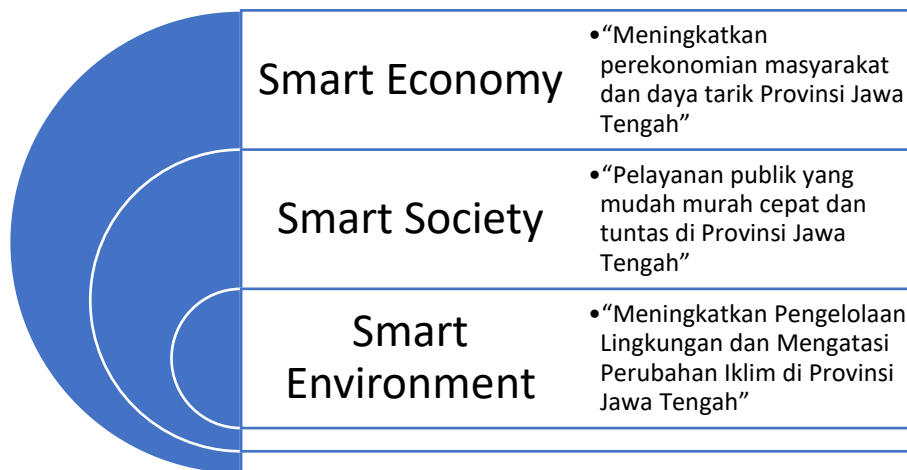 Smart Economy
•“Meningkatkan
perekonomian masyarakat
dan daya tarik Provinsi Jawa
Tengah”
Smart Society
•“Pelayanan publik yang
mudah murah cepat dan
tuntas di Provinsi Jawa
Tengah”
Smart
Environment
•“Meningkatkan Pengelolaan
Lingkungan dan Mengatasi
Perubahan Iklim di Provinsi
Jawa Tengah”